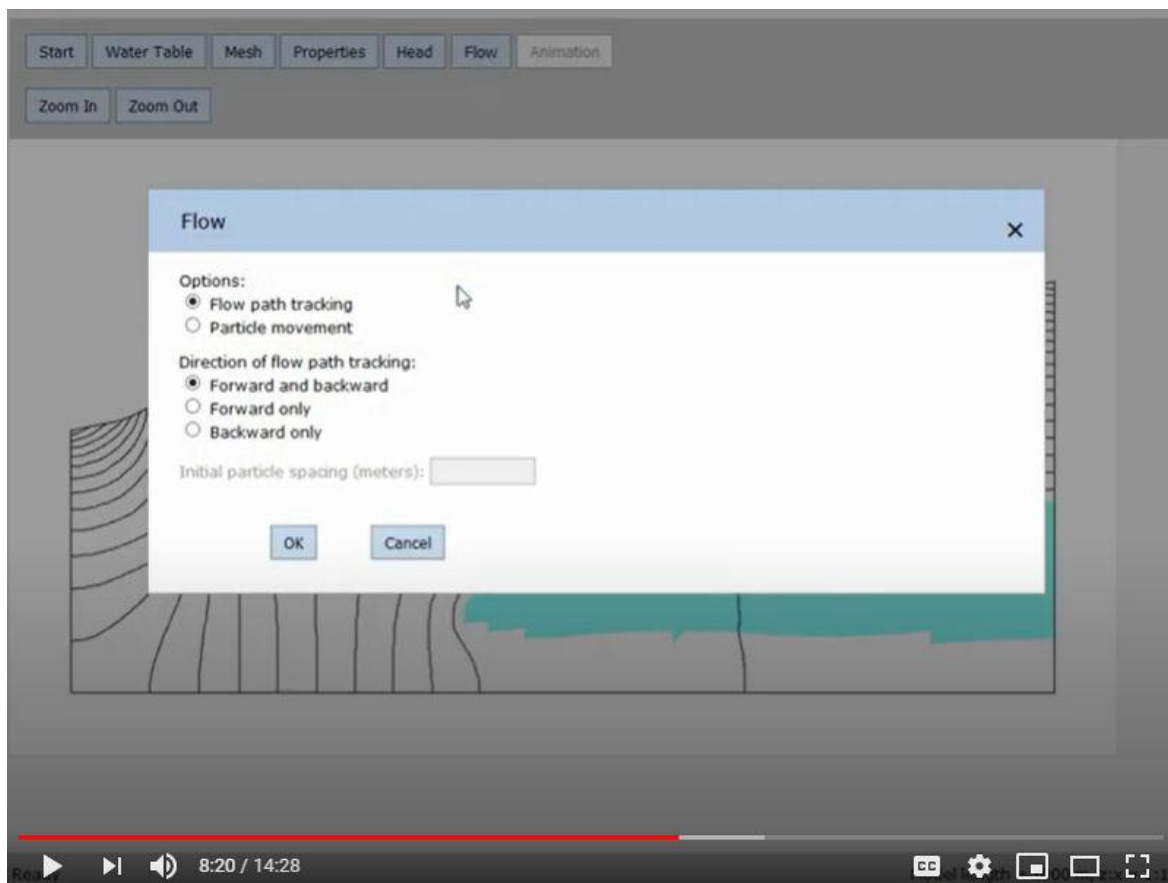 Start Water Table Mesh Properties Head Flow Animation
Zoom In Zoom Out
Flow
Options:
Flow path tracking
Particle movement
Direction of flow path tracking:
Forward and backward
Forward only
Backward only
Initial particle spacing (meters):
OK Cancel
8:20 / 14:28 CC